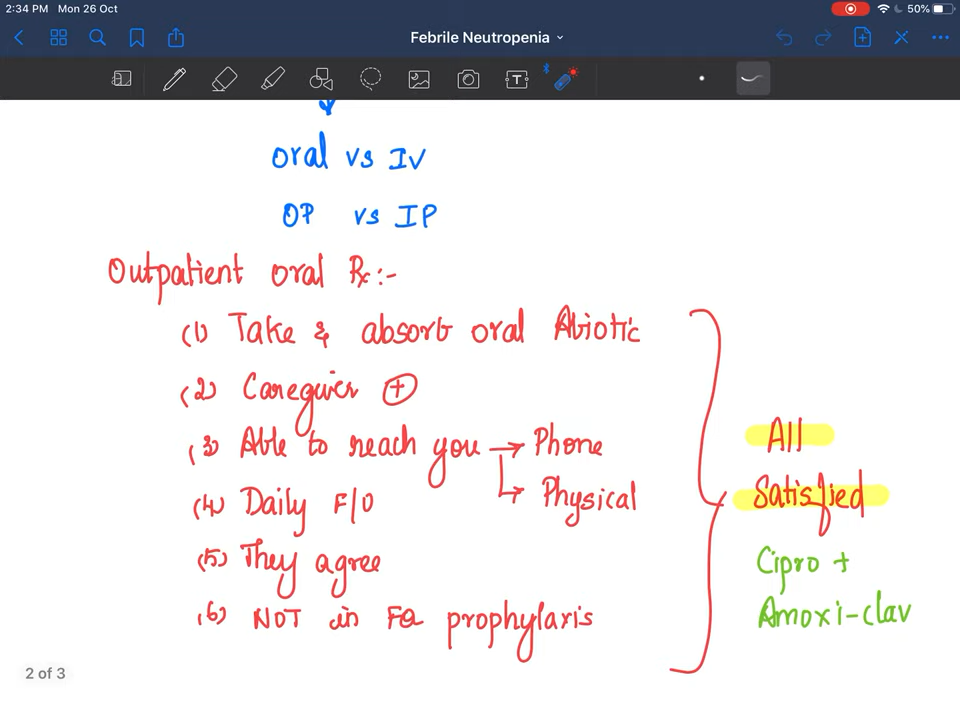 2:34 PM Mon 26 Oct
50%
Febrile Neutropenia
T
Oral vs IV
OP vs IP
Outpatient oral Rx:-
(1) Take & absorb oral Abiotic
(2) Caregiver +
(3) Able to reach you → Phone
→ Physical
(4) Daily F/O
(5) They agree
(6) NOT in FQ prophylaxis
All
Satisfied
Cipro +
Amoxi-clav
2 of 3